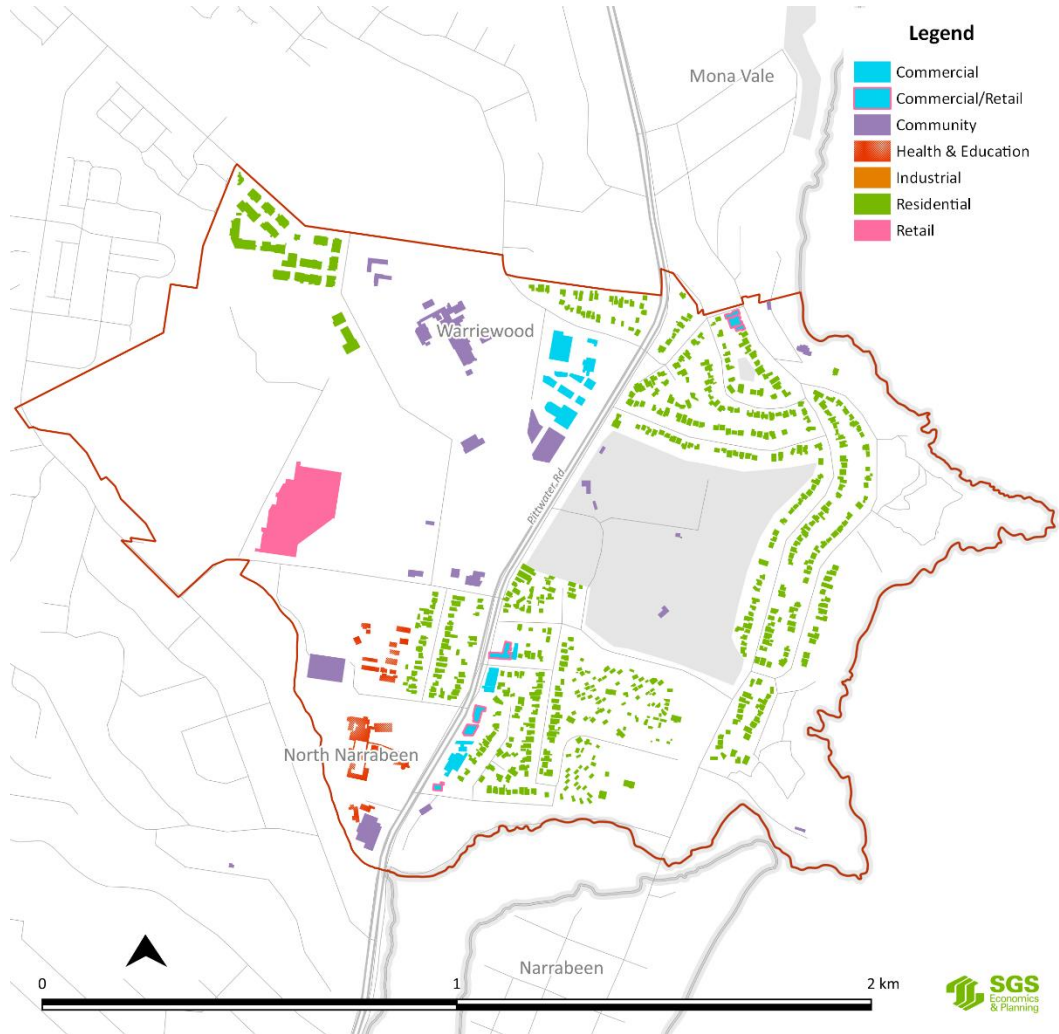 Legend
Commercial
Commercial/Retail
Community
Health & Education
Industrial
Residential
Retail
Mona Vale
Warriewood
Pittwater Rd
North Narrabeen
Narrabeen
0
1
2 km
SGS
Economics
& Planning